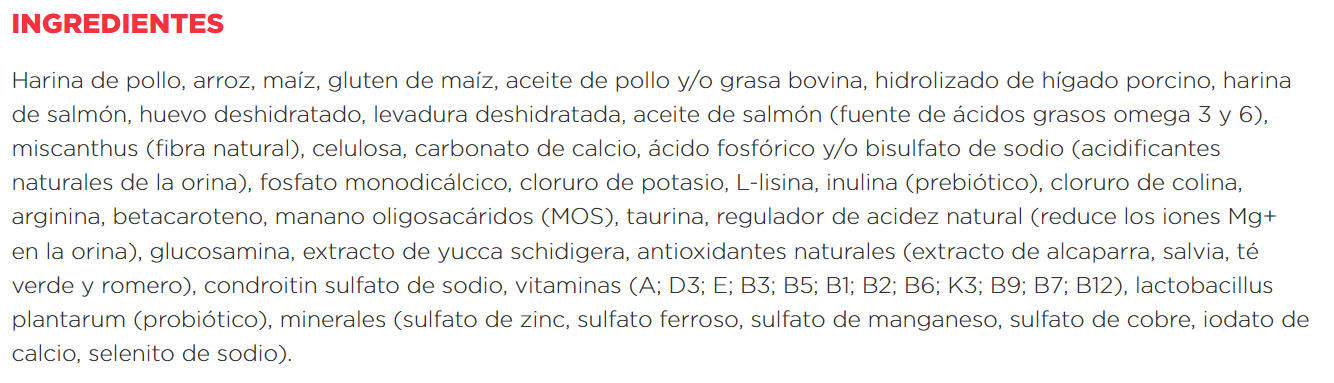 INGREDIENTES
Harina de pollo, arroz, maíz, gluten de maíz, aceite de pollo y/o grasa bovina, hidrolizado de hígado porcino, harina
de salmón, huevo deshidratado, levadura deshidratada, aceite de salmón (fuente de ácidos grasos omega 3 y 6),
miscanthus (fibra natural), celulosa, carbonato de calcio, ácido fosfórico y/o bisulfato de sodio (acidificantes
naturales de la orina), fosfato monodicálcico, cloruro de potasio, L-lisina, inulina (prebiótico), cloruro de colina,
arginina, betacaroteno, manano oligosacáridos (MOS), taurina, regulador de acidez natural (reduce los iones Mg+
en la orina), glucosamina, extracto de yucca schidigera, antioxidantes naturales (extracto de alcaparra, salvia, té
verde y romero), condroitin sulfato de sodio, vitaminas (A; D3; E; B3; B5; B1; B2; B6; K3; B9; B7; B12), lactobacillus
plantarum (probiótico), minerales (sulfato de zinc, sulfato ferroso, sulfato de manganeso, sulfato de cobre, iodato de
calcio, selenito de sodio).